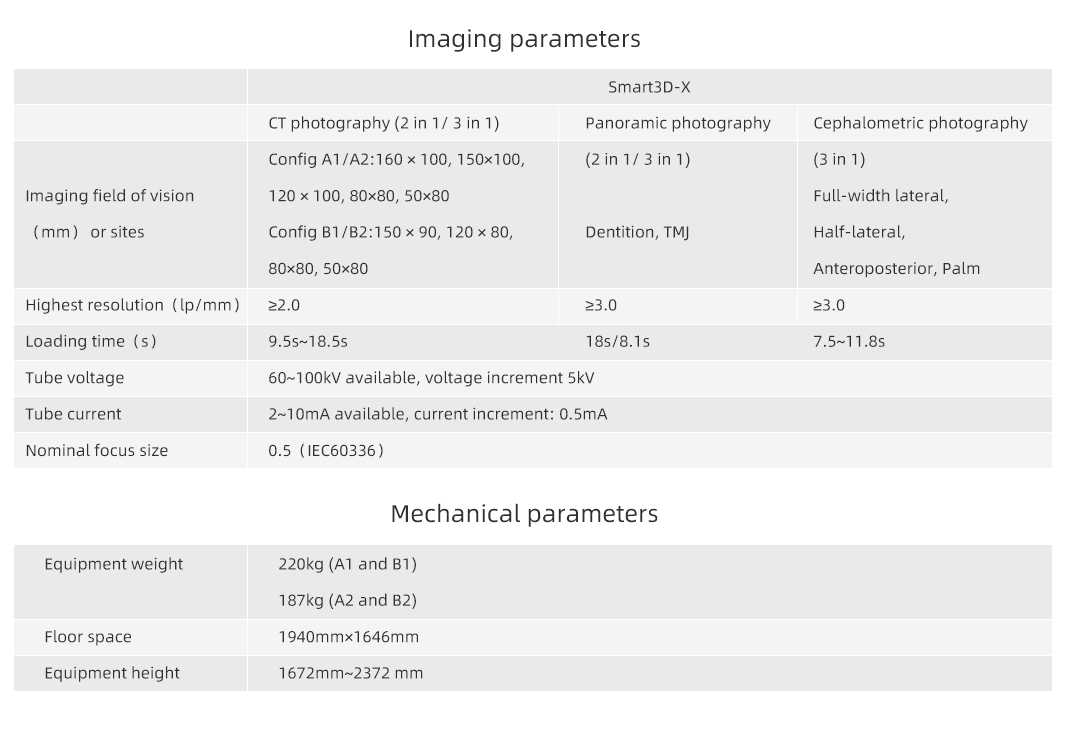 Imaging parameters
Smart3D-X
CT photography (2 in 1/ 3 in 1) Panoramic photography Cephalometric photography
Imaging field of vision
（mm） or sites
Config A1/A2:160 × 100, 150×100,
120 × 100, 80×80, 50×80
Config B1/B2:150 × 90, 120 × 80,
80×80, 50×80
(2 in 1/ 3 in 1)
Dentition, TMJ
(3 in 1)
Full-width lateral,
Half-lateral,
Anteroposterior, Palm
Highest resolution（lp/mm） ≥2.0 ≥3.0 ≥3.0
Loading time（s） 9.5s~18.5s 18s/8.1s 7.5~11.8s
Tube voltage 60~100kV available, voltage increment 5kV
Tube current 2~10mA available, current increment: 0.5mA
Nominal focus size 0.5（IEC60336）
Mechanical parameters
Equipment weight 220kg (A1 and B1)
187kg (A2 and B2)
Floor space 1940mm×1646mm
Equipment height 1672mm~2372 mm